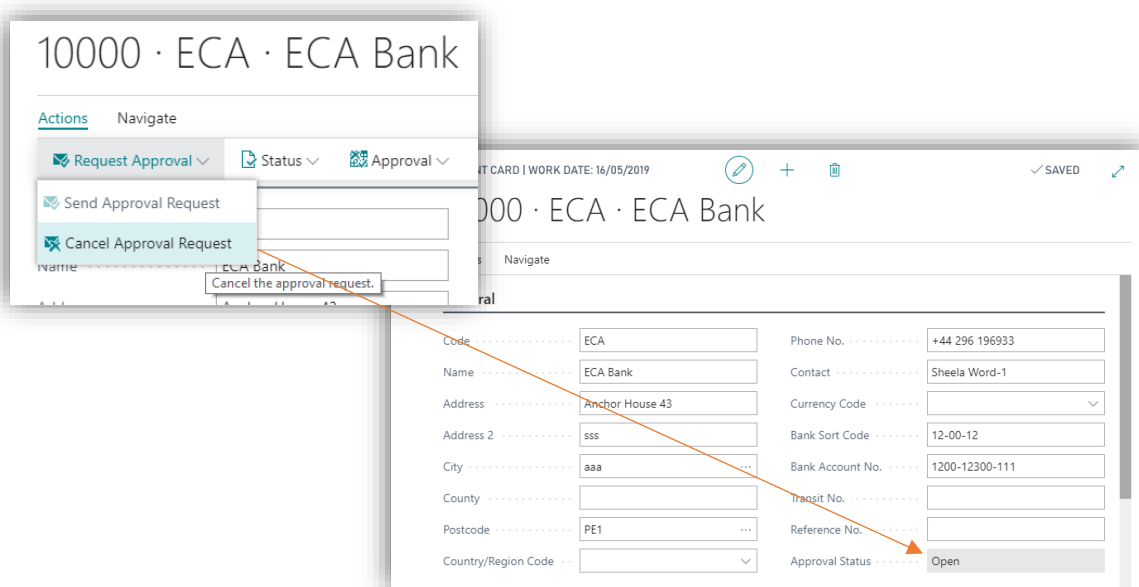 10000 · ECA · ECA Bank
Actions Navigate
Request Approval Status Approval
Send Approval Request
Cancel Approval Request
Name ECA Bank
Cancel the approval request.
NT CARD | WORK DATE: 16/05/2019 SAVED
000 · ECA · ECA Bank
s Navigate
ral
Code ECA Phone No. +44 296 196933
Name ECA Bank Contact Sheela Word-1
Address Anchor House 43 Currency Code
Address 2 sss Bank Sort Code 12-00-12
City aaa Bank Account No. 1200-12300-111
County Transit No.
Postcode PE1 Reference No.
Country/Region Code Approval Status Open